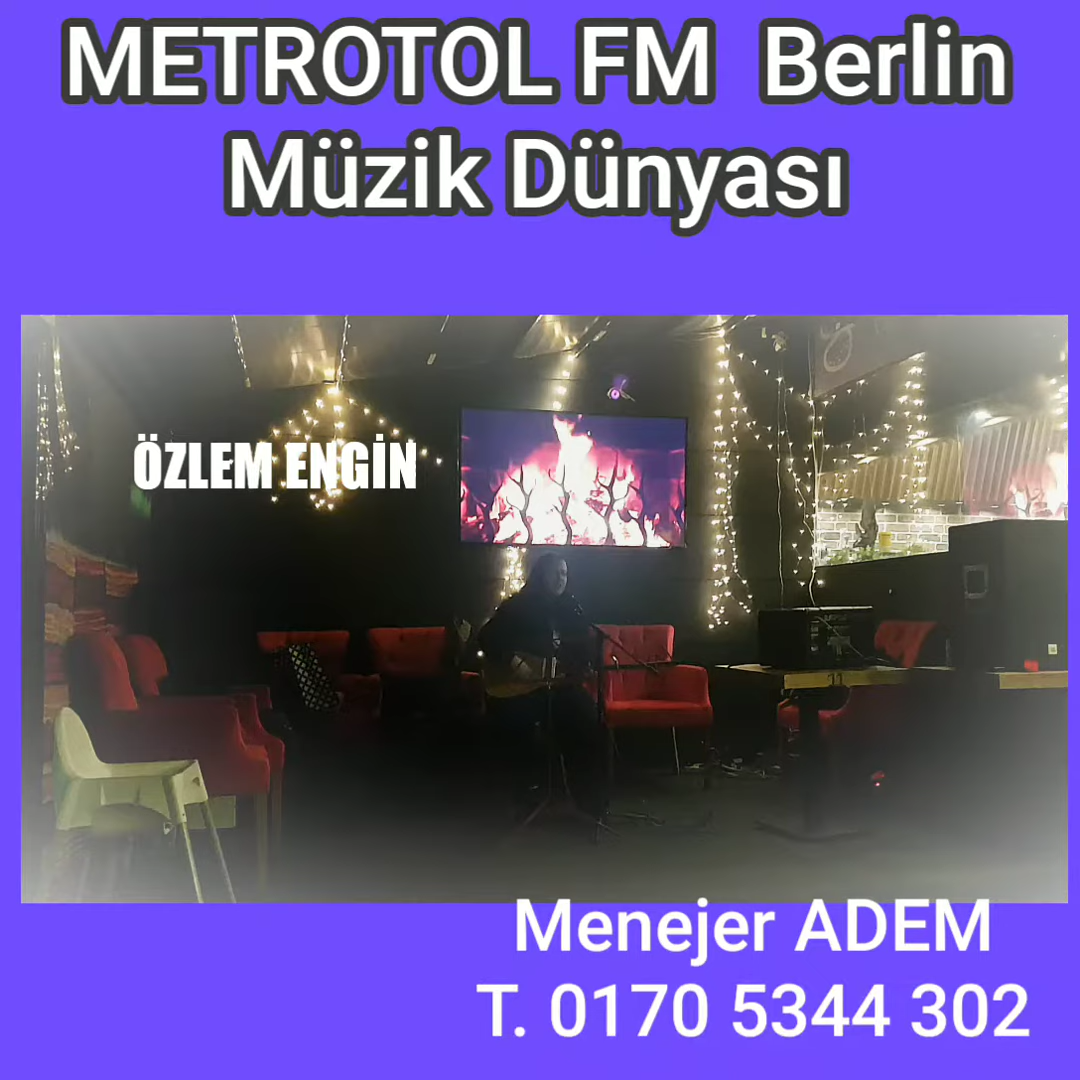 METROTOL FM Berlin
Müzik Dünyası
ÖZLEM ENGİN
Menejer ADEM
T. 0170 5344 302